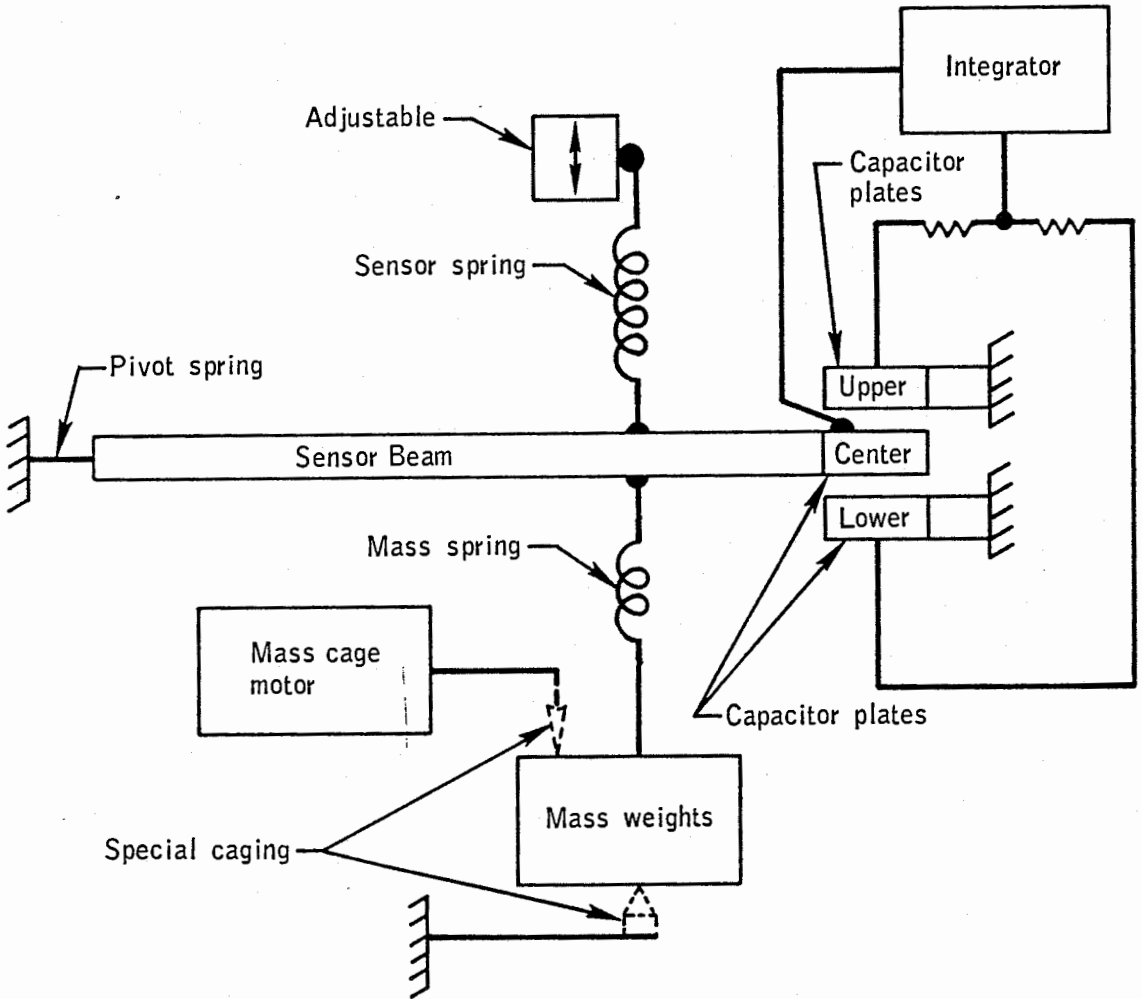 Integrator
Adjustable
Capacitor
plates
Sensor spring
Pivot spring
Upper
Sensor Beam
Center
Lower
Mass spring
Mass cage
motor
Capacitor plates
Mass weights
Special caging